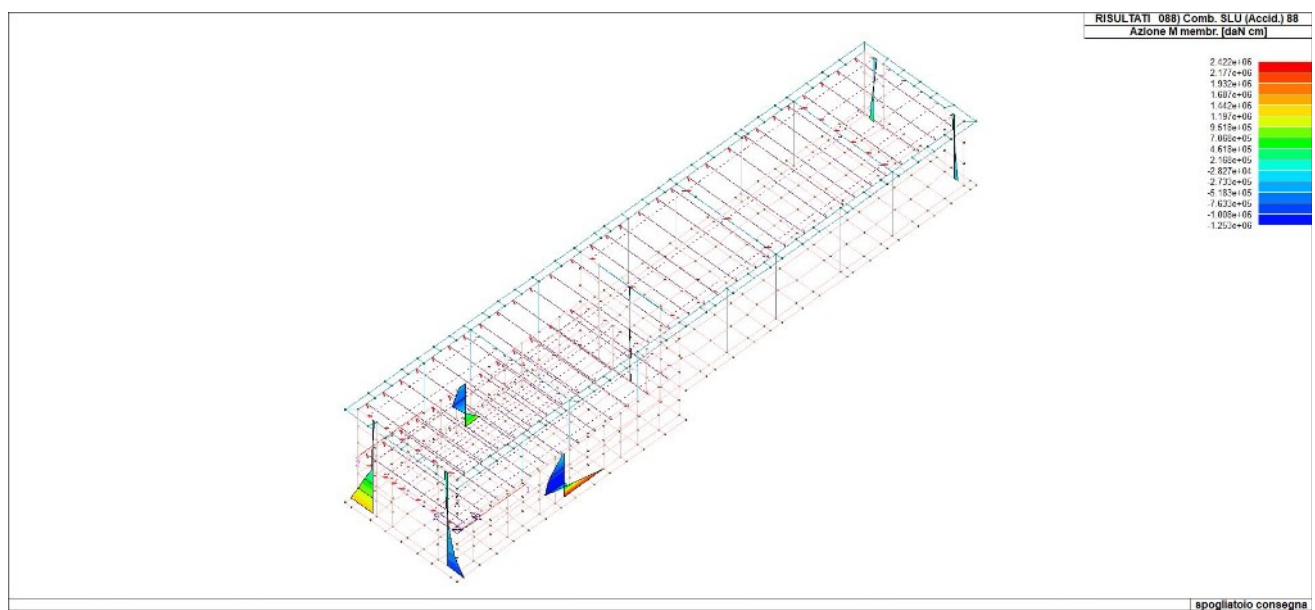 RISULTATI 088) Comb. SLU (Accid.) 88
Azione M membr. [daN cm]
2.422e+06
2.177e+06
1.932e+06
1.687e+06
1.442e+06
1.197e+06
9.518e+05
7.068e+05
4.618e+05
2.168e+05
-2.827e+04
-2.733e+05
-5.183e+05
-7.633e+05
-1.008e+06
-1.253e+06
spogliatoio consegna